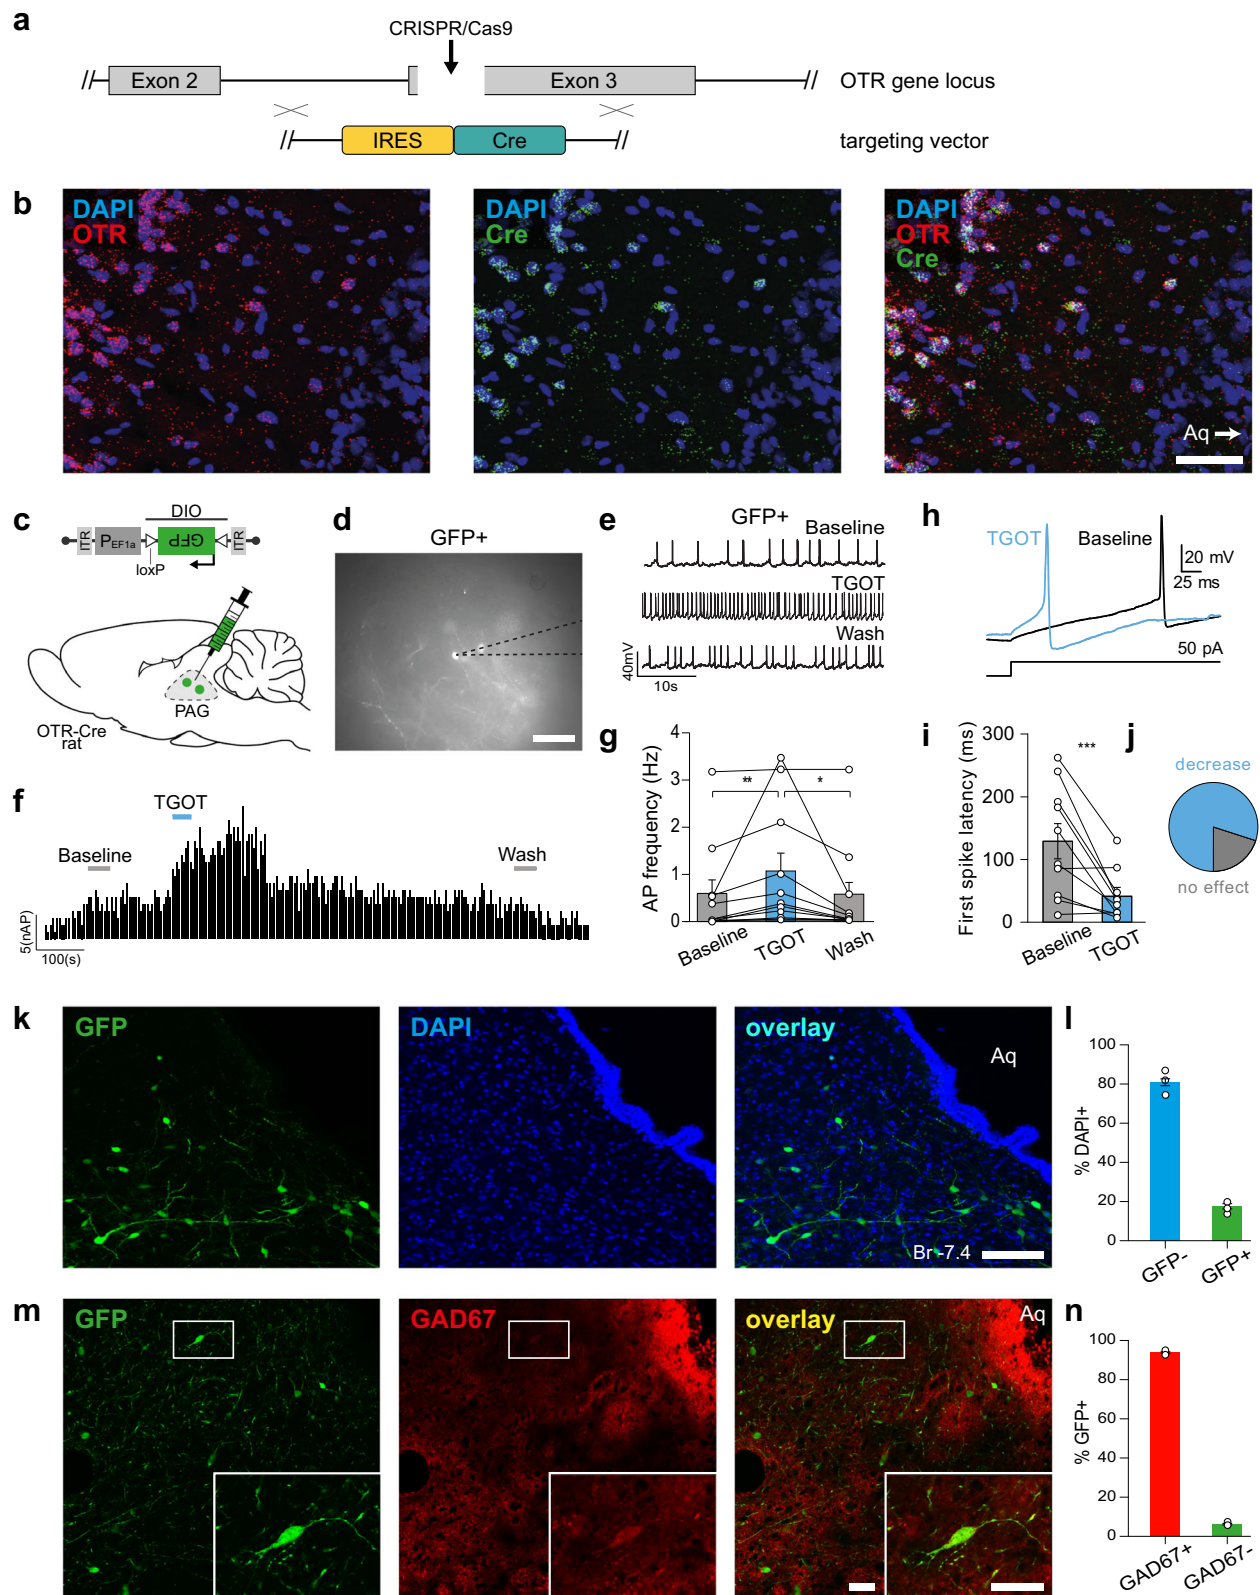 a
CRISPR/Cas9
Exon 2
Exon 3
OTR gene locus
IRES
Cre
targeting vector
b
DAPI
OTR
DAPI
Cre
DAPI
OTR
Cre
Aq
c
DIO
ITR
PEF1a
GFP
ITR
loxP
PAG
OTR-Cre
rat
d
GFP+
e
GFP+
Baseline
TGOT
Wash
40mV
10s
h
TGOT
Baseline
20 mV
25 ms
50 pA
f
TGOT
Baseline
Wash
5(nAP)
100(s)
g
AP frequency (Hz)
4
3
2
1
0
**
*
Baseline
TGOT
Wash
i
First spike latency (ms)
300
200
100
0
***
Baseline
TGOT
j
decrease
no effect
k
GFP
DAPI
overlay
Aq
Br -7.4
l
% DAPI+
100
80
60
40
20
0
GFP-
GFP+
m
GFP
GAD67
overlay
Aq
n
% GFP+
100
80
60
40
20
0
GAD67+
GAD67-